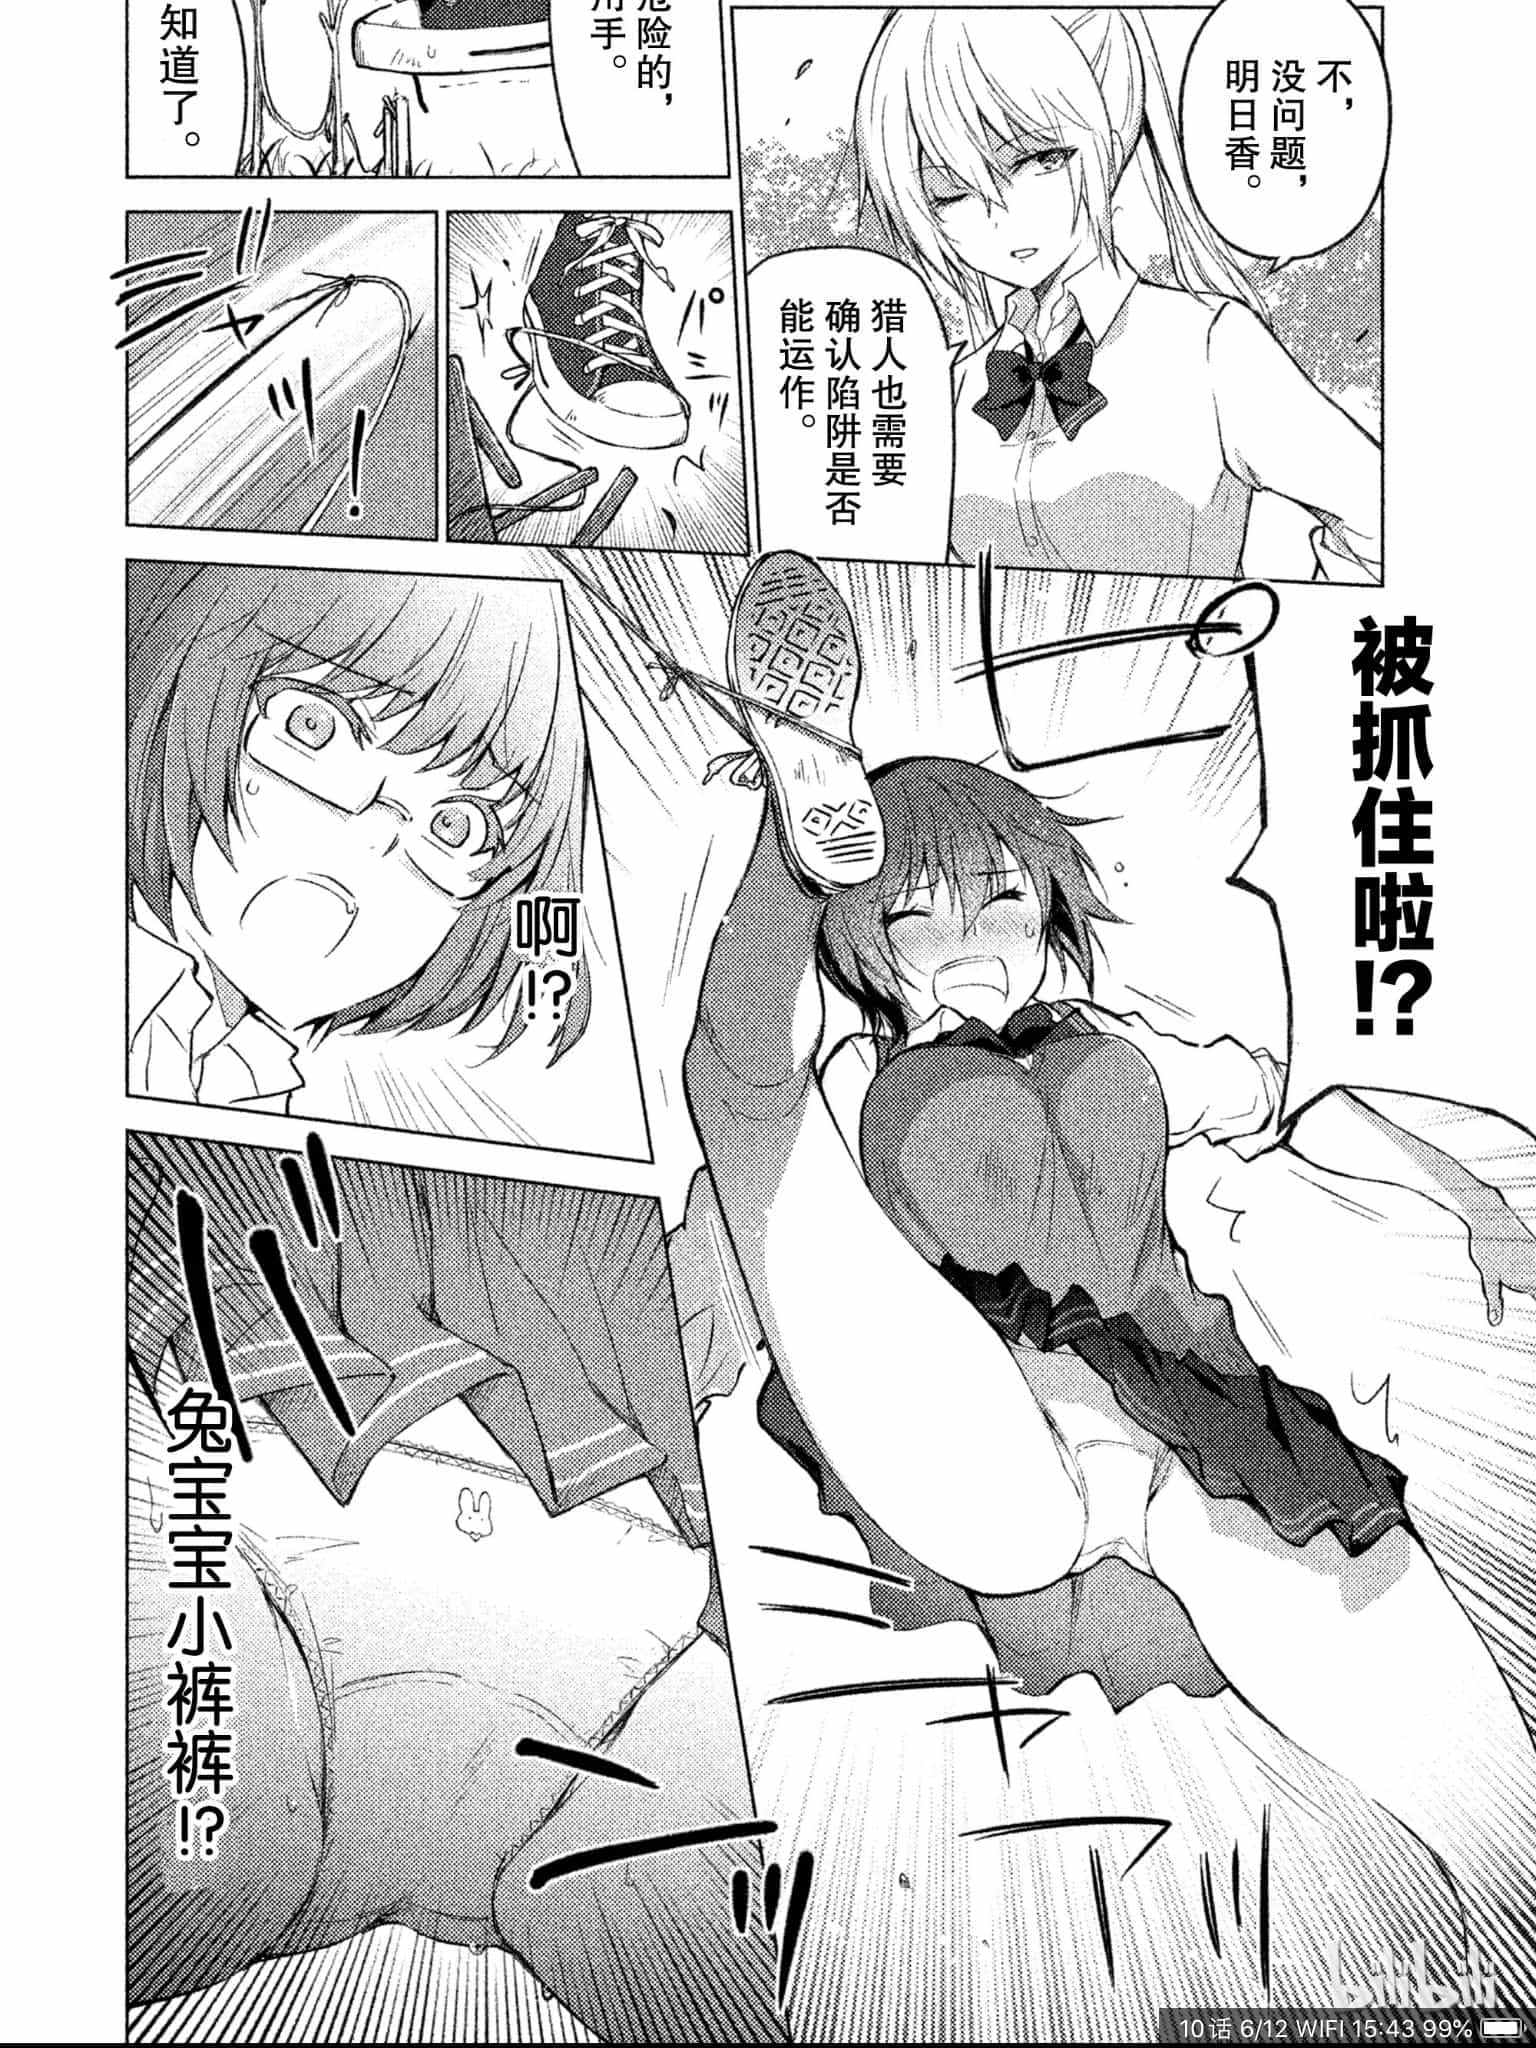 不,
没问题,
明日香。
猎人也需要
确认陷阱是否
能运作。
危险的,
用手。
知道了。
被抓住啦!?
啊!?
兔宝宝小裤裤!?
bilibili
10话 6/12 WIFI 15:43 99%